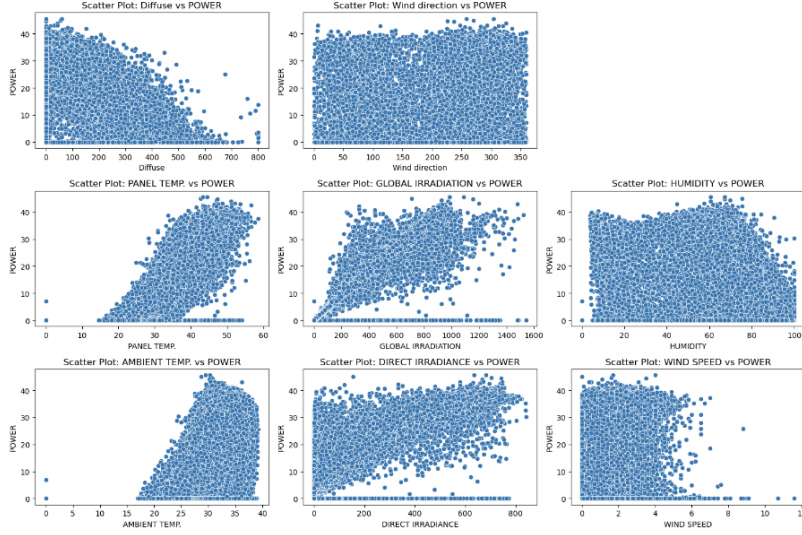 Scatter Plot: Diffuse vs POWER
Scatter Plot: Wind direction vs POWER
POWER
40
30
20
10
0
0 100 200 300 400 500 600 700 800
Diffuse
POWER
40
30
20
10
0
0 50 100 150 200 250 300 350
Wind direction
Scatter Plot: PANEL TEMP. vs POWER
Scatter Plot: GLOBAL IRRADIATION vs POWER
Scatter Plot: HUMIDITY vs POWER
POWER
40
30
20
10
0
0 10 20 30 40 50 60
PANEL TEMP.
POWER
40
30
20
10
0
0 200 400 600 800 1000 1200 1400 1600
GLOBAL IRRADIATION
POWER
40
30
20
10
0
0 20 40 60 80 100
HUMIDITY
Scatter Plot: AMBIENT TEMP. vs POWER
Scatter Plot: DIRECT IRRADIANCE vs POWER
Scatter Plot: WIND SPEED vs POWER
POWER
40
30
20
10
0
0 5 10 15 20 25 30 35 40
AMBIENT TEMP.
POWER
40
30
20
10
0
0 200 400 600 800
DIRECT IRRADIANCE
POWER
40
30
20
10
0
0 2 4 6 8 10
WIND SPEED